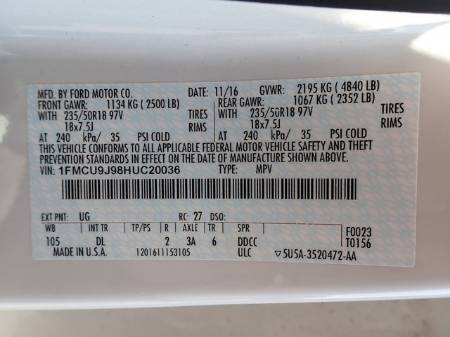 MFD. BY FORD MOTOR CO. 11/16 GVWR: 2195 KG ( 4840 LB)
FRONT GAWR: 1134 KG ( 2500 LB) REAR GAWR: 1067 KG ( 2352 LB)
WITH 235/50R18 97V TIRES WITH 235/50R18 97V TIRES
18x7.5J RIMS 18x7.5J RIMS
AT 240 kPa/ 35 PSI COLD AT 240 kPa/ 35 PSI COLD
THIS VEHICLE CONFORMS TO ALL APPLICABLE FEDERAL MOTOR VEHICLE SAFETY AND THEFT
PREVENTION STANDARDS IN EFFECT ON THE DATE OF MANUFACTURE SHOWN ABOVE.
VIN: 1FMCU9J98HUC20036 TYPE: MPV
EXT PNT: UG RC: 27 DSO: F0023
WB INT TR TP/PS R AXLE TR SPR T0156
105 DL 2 3A 6 DDCC
MADE IN U.S.A. 1201611153105 ULC ▽5U5A-3520472-AA